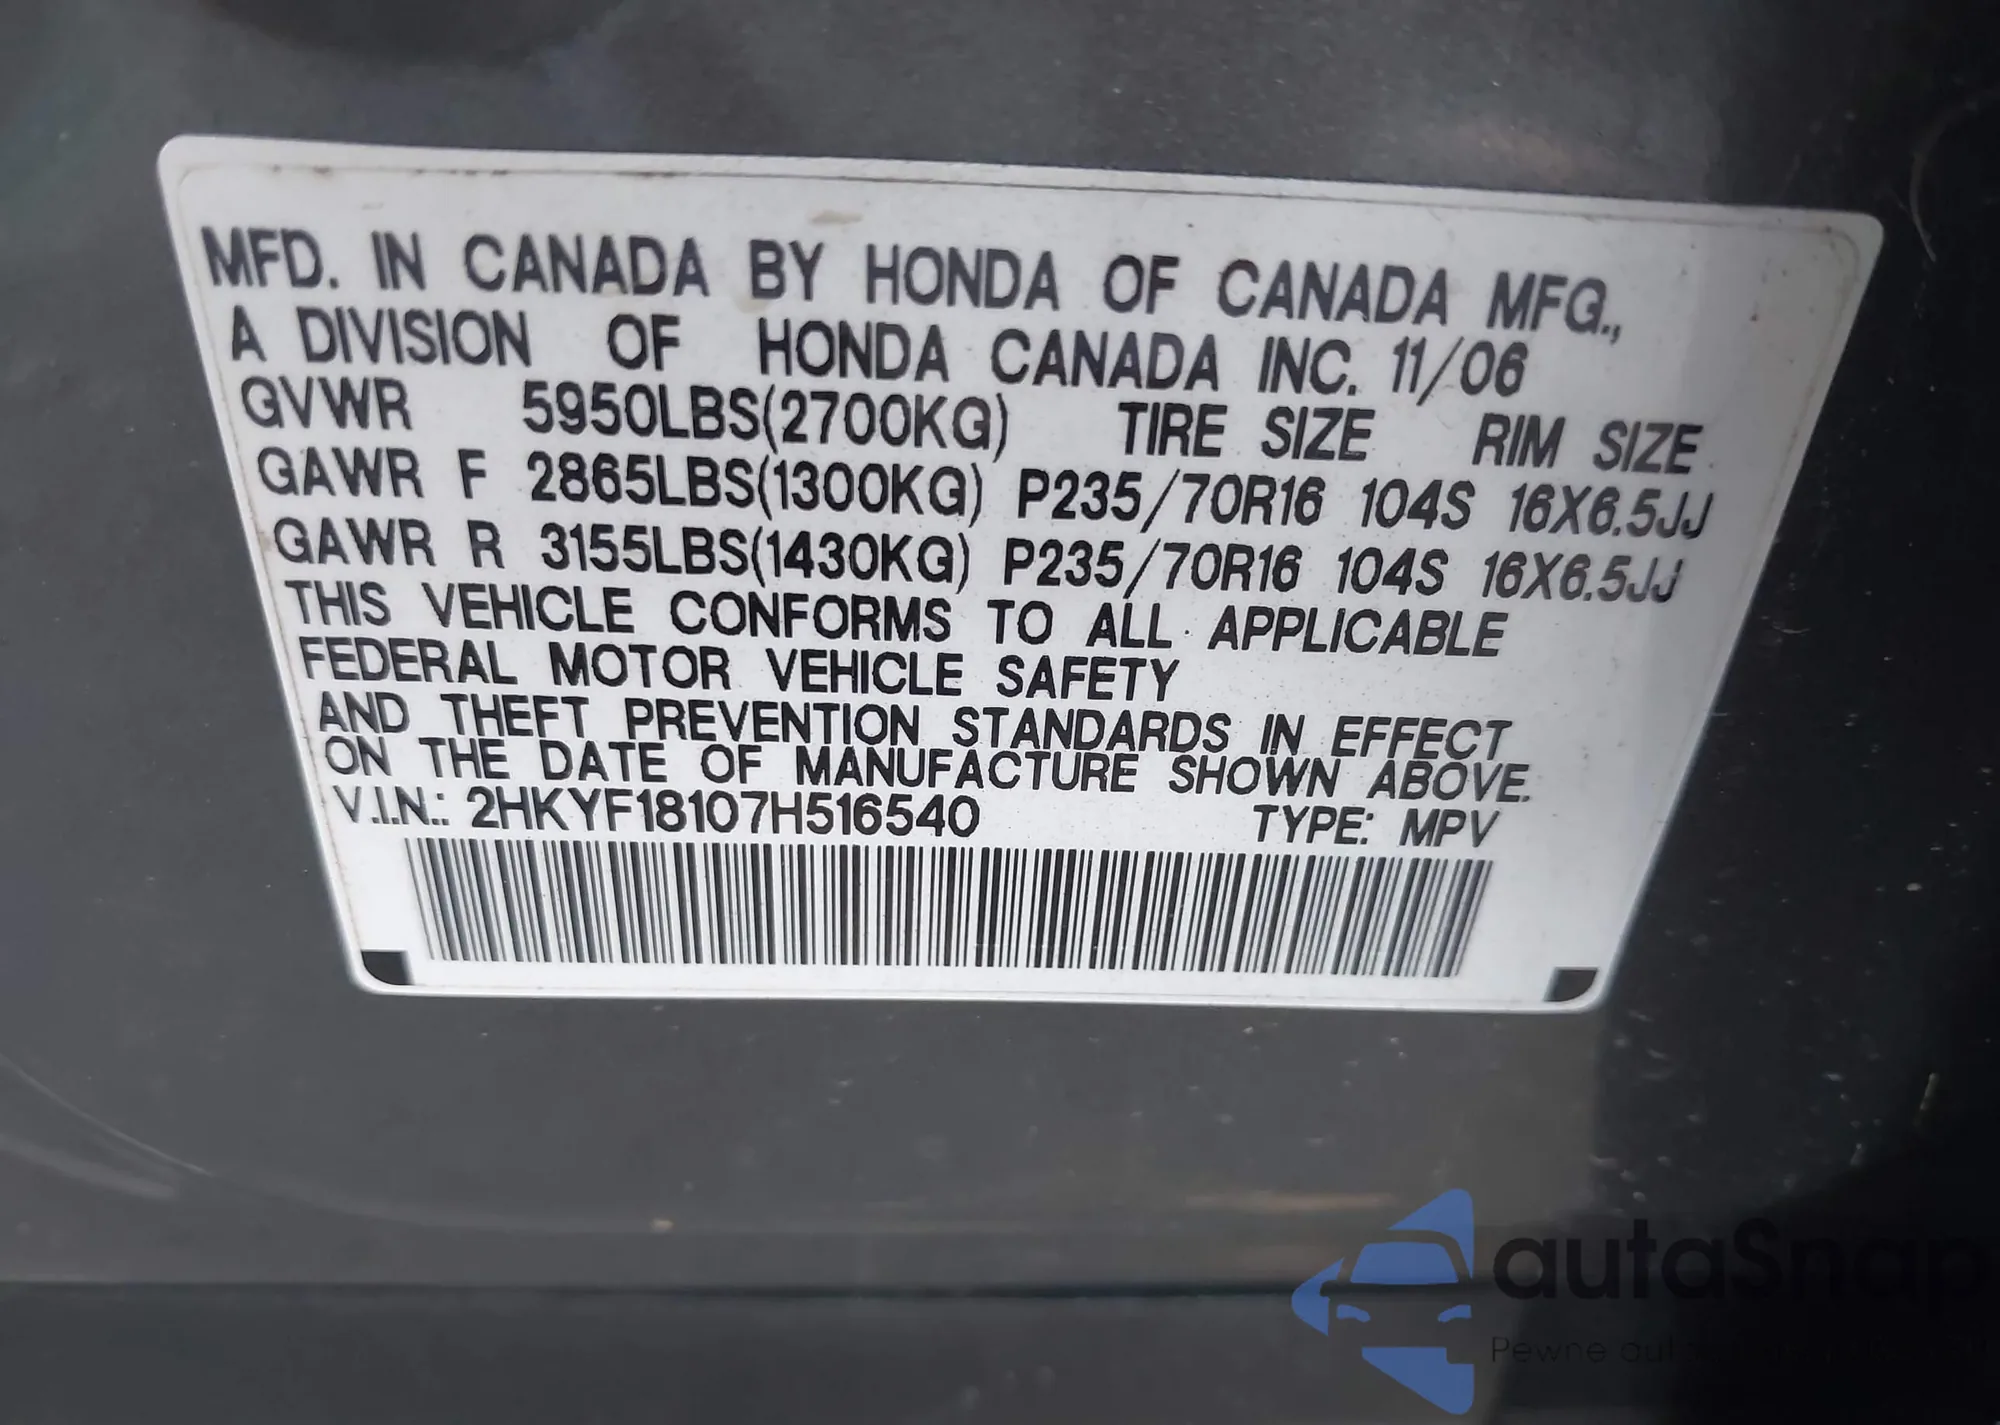 MFD. IN CANADA BY HONDA OF CANADA MFG.,
A DIVISION OF HONDA CANADA INC. 11/06
GVWR 5950LBS(2700KG) TIRE SIZE RIM SIZE
GAWR F 2865LBS(1300KG) P235/70R16 104S 16X6.5JJ
GAWR R 3155LBS(1430KG) P235/70R16 104S 16X6.5JJ
THIS VEHICLE CONFORMS TO ALL APPLICABLE
FEDERAL MOTOR VEHICLE SAFETY
AND THEFT PREVENTION STANDARDS IN EFFECT
ON THE DATE OF MANUFACTURE SHOWN ABOVE.
V.I.N.: 2HKYF18107H516540 TYPE: MPV
autaSnap
Pewne